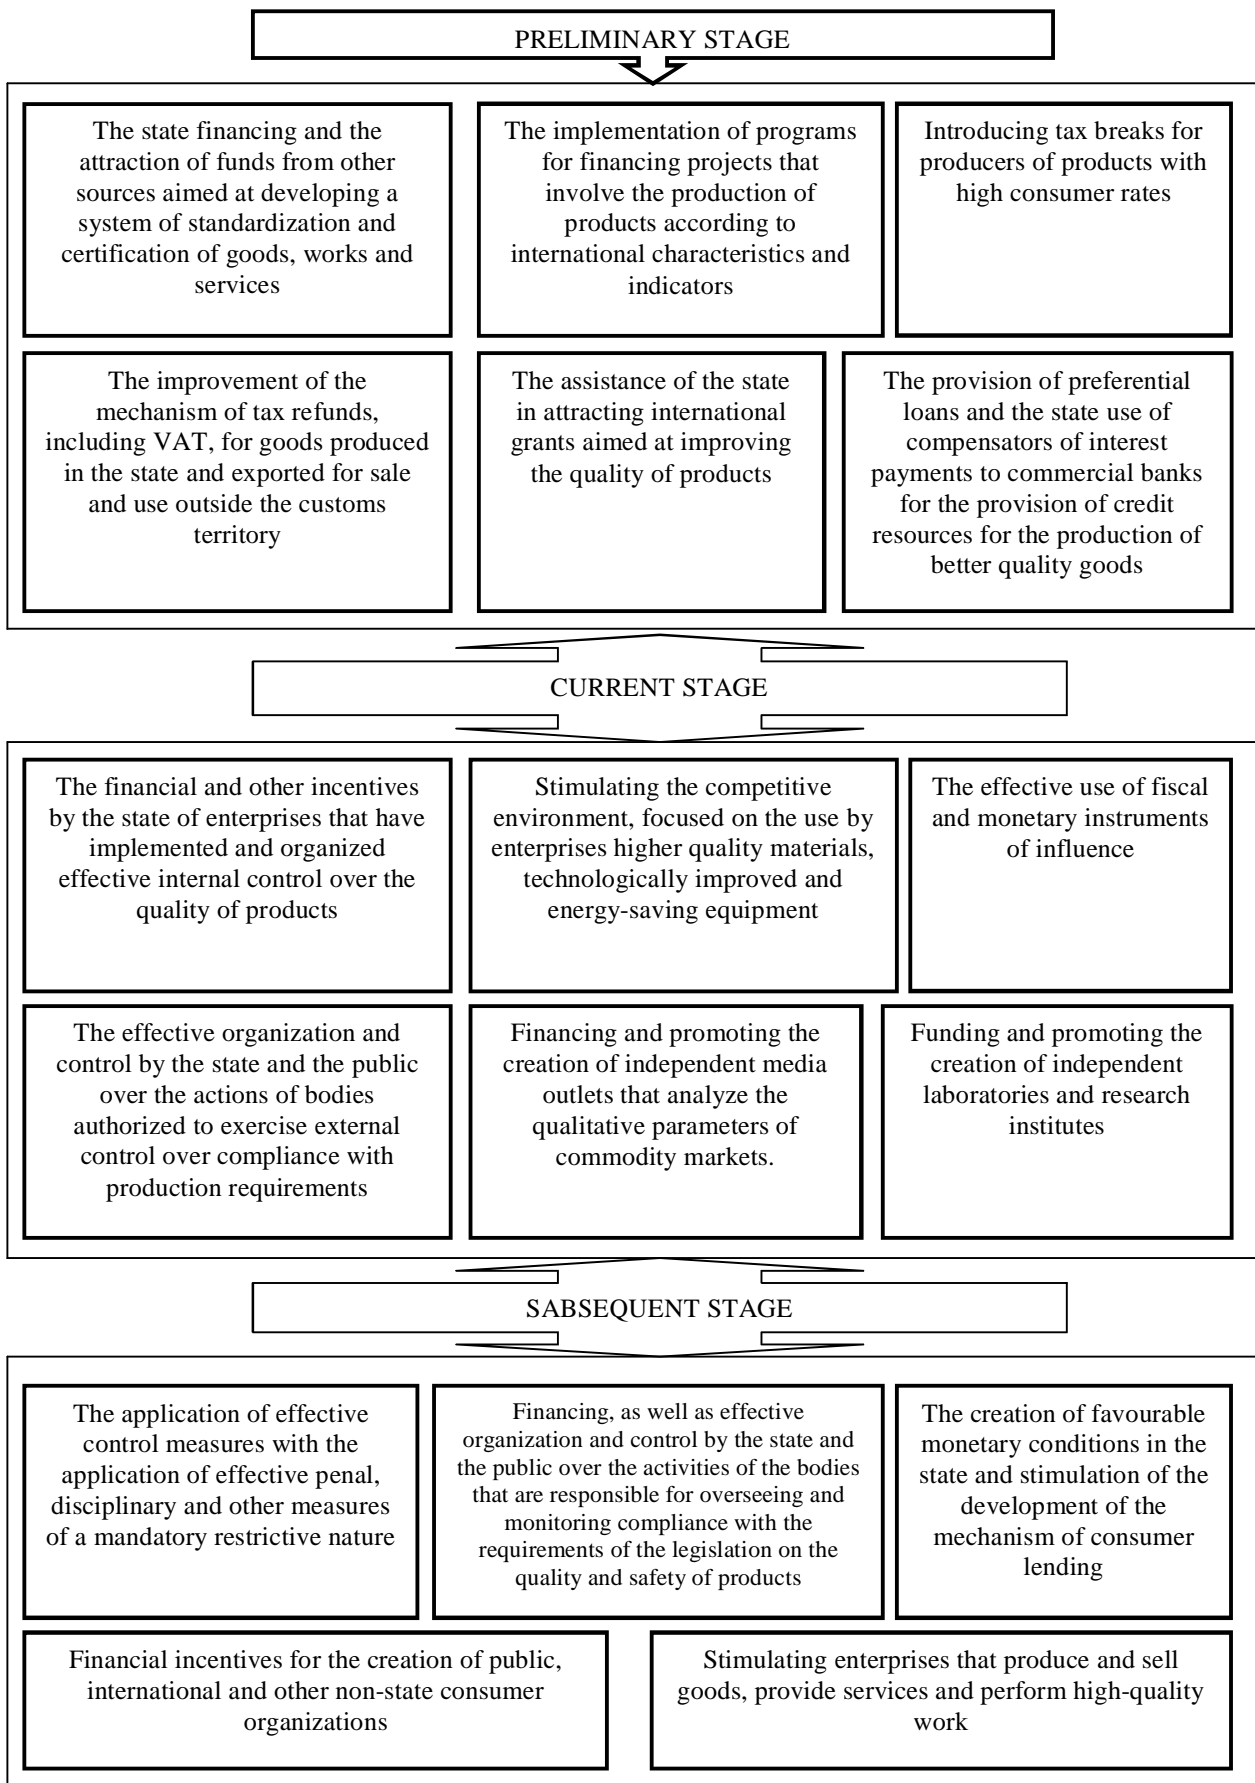 PRELIMINARY STAGE
The state financing and the
attraction of funds from other
sources aimed at developing a
system of standardization and
certification of goods, works and
services
The implementation of programs
for financing projects that
involve the production of
products according to
international characteristics and
indicators
Introducing tax breaks for
producers of products with
high consumer rates
The improvement of the
mechanism of tax refunds,
including VAT, for goods produced
in the state and exported for sale
and use outside the customs
territory
The assistance of the state
in attracting international
grants aimed at improving
the quality of products
The provision of preferential
loans and the state use of
compensators of interest
payments to commercial banks
for the provision of credit
resources for the production of
better quality goods
CURRENT STAGE
The financial and other incentives
by the state of enterprises that have
implemented and organized
effective internal control over the
quality of products
Stimulating the competitive
environment, focused on the use by
enterprises higher quality materials,
technologically improved and
energy-saving equipment
The effective use of fiscal
and monetary instruments
of influence
The effective organization and
control by the state and the public
over the actions of bodies
authorized to exercise external
control over compliance with
production requirements
Financing and promoting the
creation of independent media
outlets that analyze the
qualitative parameters of
commodity markets.
Funding and promoting the
creation of independent
laboratories and research
institutes
SABSEQUENT STAGE
The application of effective
control measures with the
application of effective penal,
disciplinary and other measures
of a mandatory restrictive nature
Financing, as well as effective
organization and control by the state and
the public over the activities of the bodies
that are responsible for overseeing and
monitoring compliance with the
requirements of the legislation on the
quality and safety of products
The creation of favourable
monetary conditions in the
state and stimulation of the
development of the
mechanism of consumer
lending
Financial incentives for the creation of public,
international and other non-state consumer
organizations
Stimulating enterprises that produce and sell
goods, provide services and perform high-quality
work